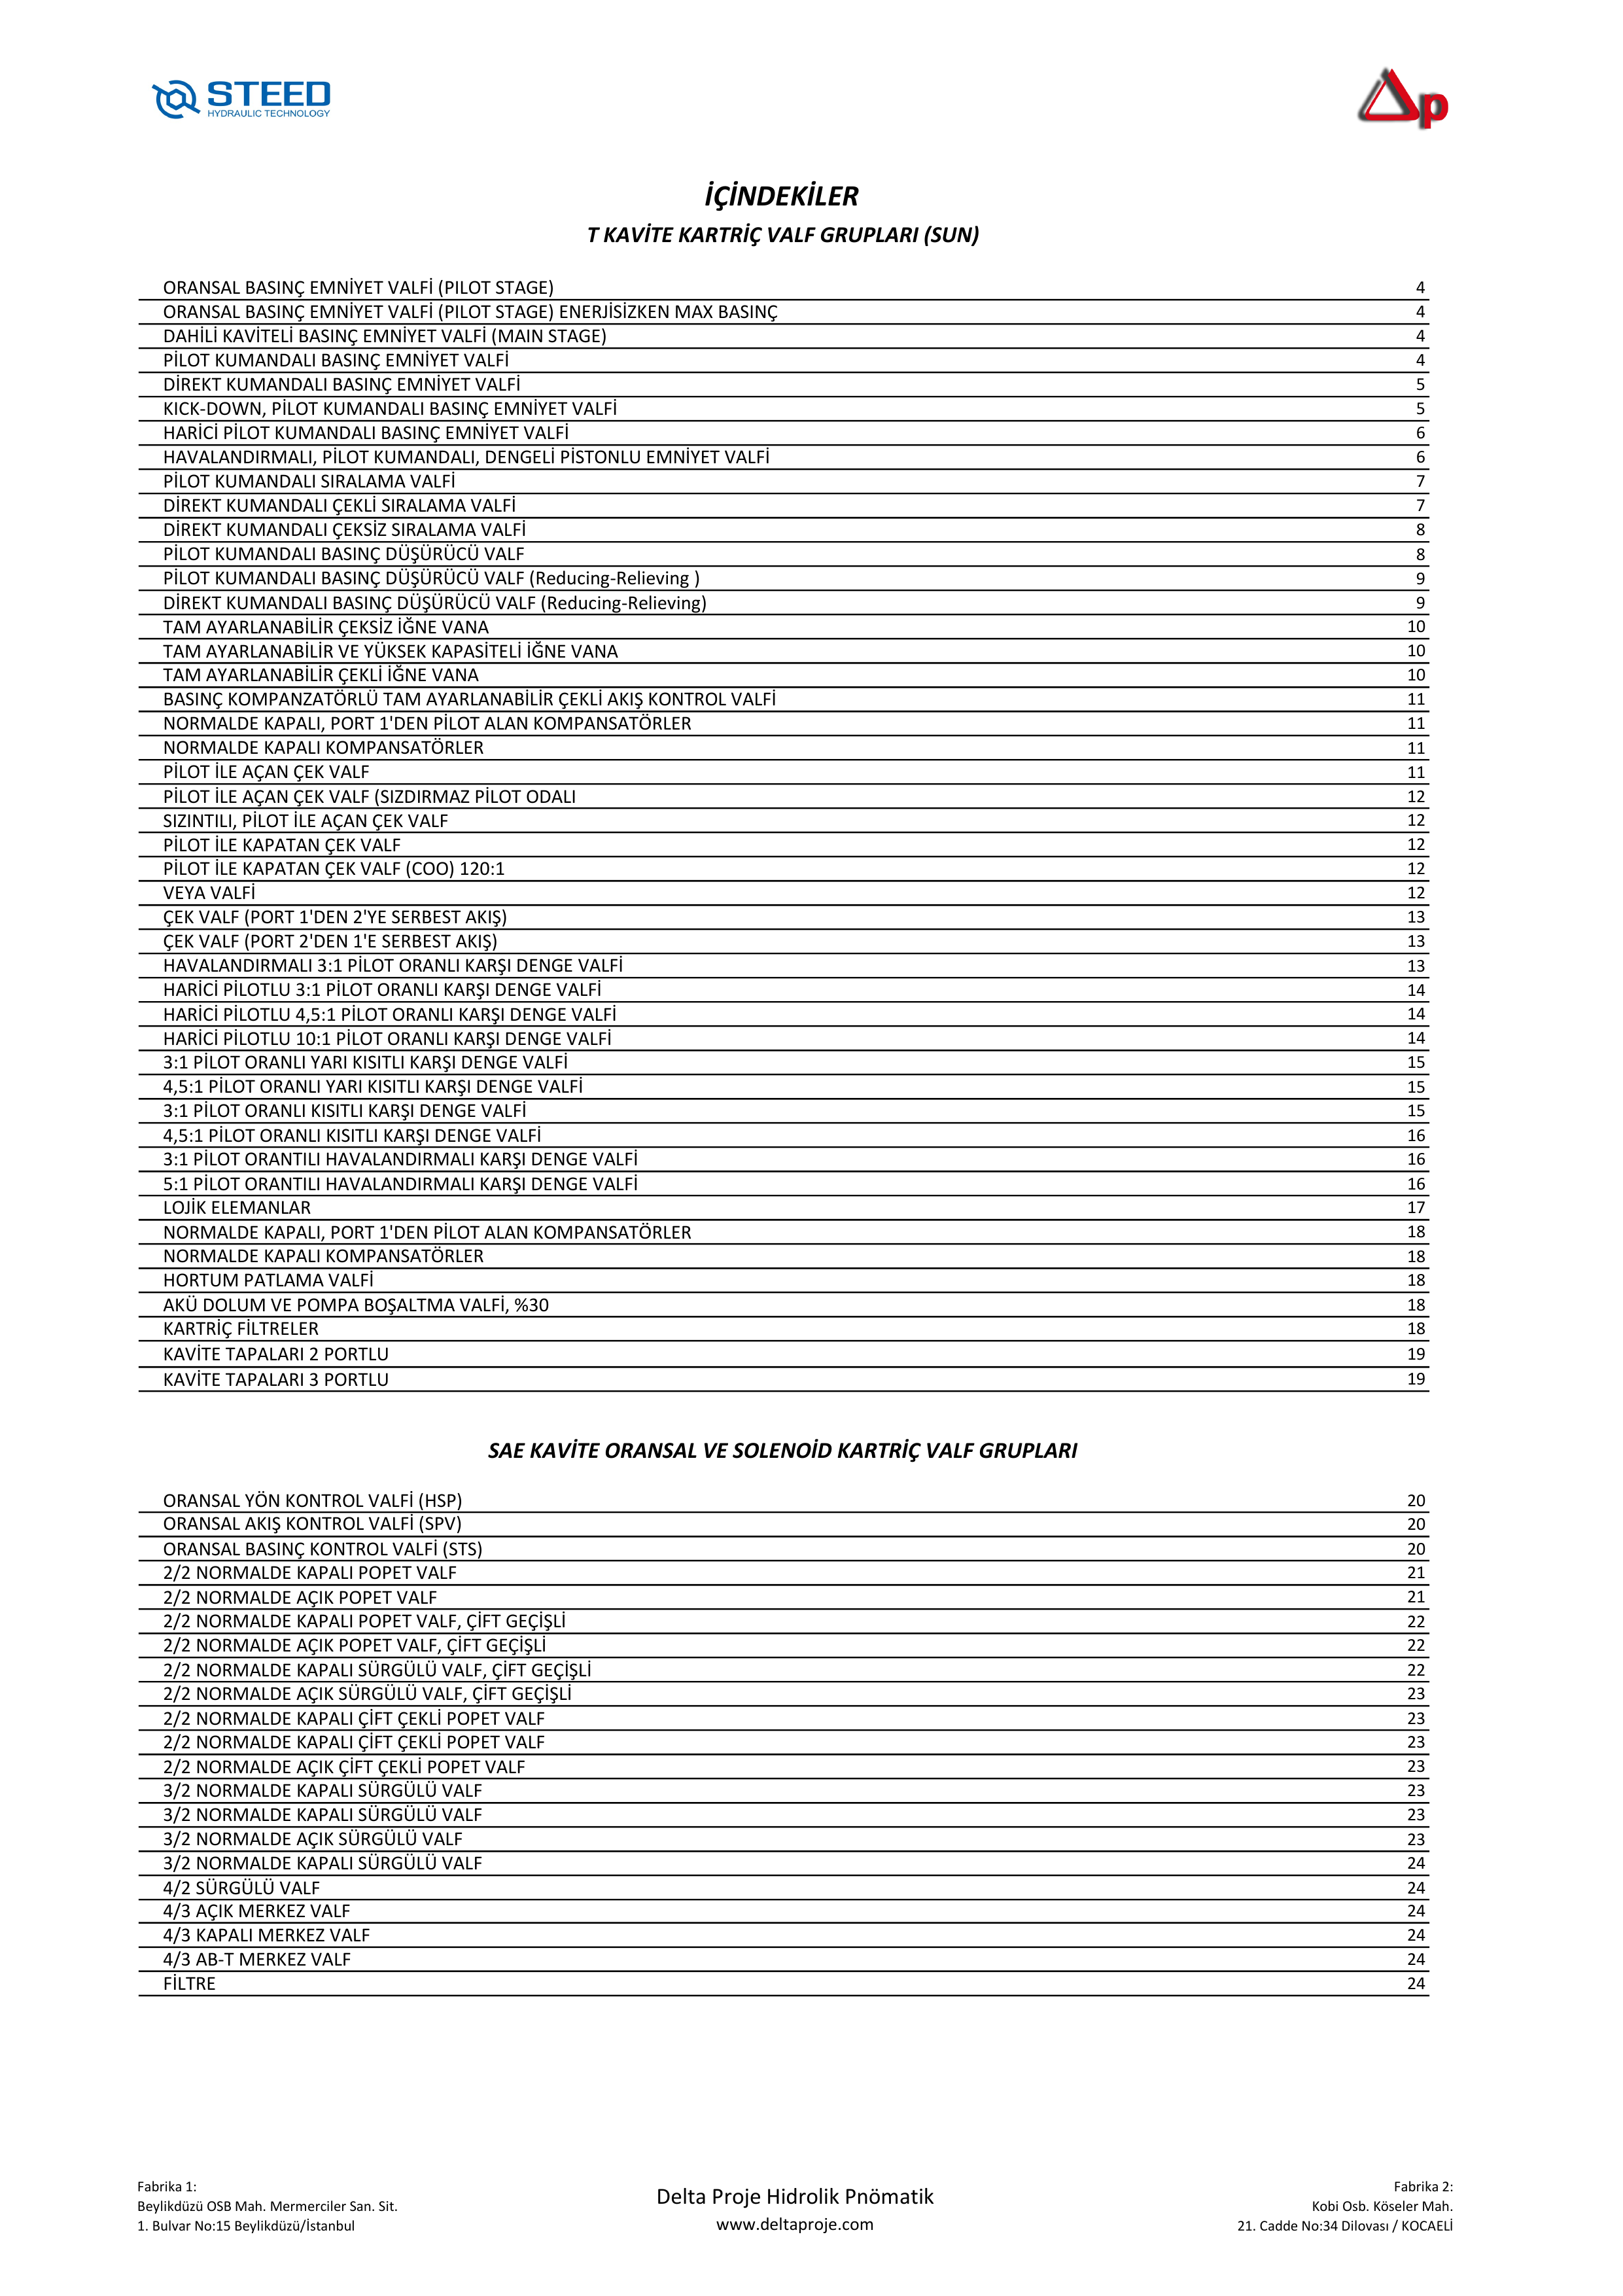 STEED
HYDRAULIC TECHNOLOGY
p
İÇİNDEKİLER
T KAVİTE KARTRİÇ VALF GRUPLARI (SUN)
ORANSAL BASINÇ EMNİYET VALFİ (PILOT STAGE) 4
ORANSAL BASINÇ EMNİYET VALFİ (PILOT STAGE) ENERJİSİZKEN MAX BASINÇ 4
DAHİLİ KAVİTELİ BASINÇ EMNİYET VALFİ (MAIN STAGE) 4
PİLOT KUMANDALI BASINÇ EMNİYET VALFİ 4
DİREKT KUMANDALI BASINÇ EMNİYET VALFİ 5
KICK-DOWN, PİLOT KUMANDALI BASINÇ EMNİYET VALFİ 5
HARİCİ PİLOT KUMANDALI BASINÇ EMNİYET VALFİ 6
HAVALANDIRMALI, PİLOT KUMANDALI, DENGELİ PİSTONLU EMNİYET VALFİ 6
PİLOT KUMANDALI SIRALAMA VALFİ 7
DİREKT KUMANDALI ÇEKLİ SIRALAMA VALFİ 7
DİREKT KUMANDALI ÇEKSİZ SIRALAMA VALFİ 8
PİLOT KUMANDALI BASINÇ DÜŞÜRÜCÜ VALF 8
PİLOT KUMANDALI BASINÇ DÜŞÜRÜCÜ VALF (Reducing-Relieving ) 9
DİREKT KUMANDALI BASINÇ DÜŞÜRÜCÜ VALF (Reducing-Relieving) 9
TAM AYARLANABİLİR ÇEKSİZ İĞNE VANA 10
TAM AYARLANABİLİR VE YÜKSEK KAPASİTELİ İĞNE VANA 10
TAM AYARLANABİLİR ÇEKLİ İĞNE VANA 10
BASINÇ KOMPANZATÖRLÜ TAM AYARLANABİLİR ÇEKLİ AKIŞ KONTROL VALFİ 11
NORMALDE KAPALI, PORT 1'DEN PİLOT ALAN KOMPANSATÖRLER 11
NORMALDE KAPALI KOMPANSATÖRLER 11
PİLOT İLE AÇAN ÇEK VALF 11
PİLOT İLE AÇAN ÇEK VALF (SIZDIRMAZ PİLOT ODALI 12
SIZINTILI, PİLOT İLE AÇAN ÇEK VALF 12
PİLOT İLE KAPATAN ÇEK VALF 12
PİLOT İLE KAPATAN ÇEK VALF (COO) 120:1 12
VEYA VALFİ 12
ÇEK VALF (PORT 1'DEN 2'YE SERBEST AKIŞ) 13
ÇEK VALF (PORT 2'DEN 1'E SERBEST AKIŞ) 13
HAVALANDIRMALI 3:1 PİLOT ORANLI KARŞI DENGE VALFİ 13
HARİCİ PİLOTLU 3:1 PİLOT ORANLI KARŞI DENGE VALFİ 14
HARİCİ PİLOTLU 4,5:1 PİLOT ORANLI KARŞI DENGE VALFİ 14
HARİCİ PİLOTLU 10:1 PİLOT ORANLI KARŞI DENGE VALFİ 14
3:1 PİLOT ORANLI YARI KISITLI KARŞI DENGE VALFİ 15
4,5:1 PİLOT ORANLI YARI KISITLI KARŞI DENGE VALFİ 15
3:1 PİLOT ORANLI KISITLI KARŞI DENGE VALFİ 15
4,5:1 PİLOT ORANLI KISITLI KARŞI DENGE VALFİ 16
3:1 PİLOT ORANTILI HAVALANDIRMALI KARŞI DENGE VALFİ 16
5:1 PİLOT ORANTILI HAVALANDIRMALI KARŞI DENGE VALFİ 16
LOJİK ELEMANLAR 17
NORMALDE KAPALI, PORT 1'DEN PİLOT ALAN KOMPANSATÖRLER 18
NORMALDE KAPALI KOMPANSATÖRLER 18
HORTUM PATLAMA VALFİ 18
AKÜ DOLUM VE POMPA BOŞALTMA VALFİ, %30 18
KARTRİÇ FİLTRELER 18
KAVİTE TAPALARI 2 PORTLU 19
KAVİTE TAPALARI 3 PORTLU 19
SAE KAVİTE ORANSAL VE SOLENOİD KARTRİÇ VALF GRUPLARI
ORANSAL YÖN KONTROL VALFİ (HSP) 20
ORANSAL AKIŞ KONTROL VALFİ (SPV) 20
ORANSAL BASINÇ KONTROL VALFİ (STS) 20
2/2 NORMALDE KAPALI POPET VALF 21
2/2 NORMALDE AÇIK POPET VALF 21
2/2 NORMALDE KAPALI POPET VALF, ÇİFT GEÇİŞLİ 22
2/2 NORMALDE AÇIK POPET VALF, ÇİFT GEÇİŞLİ 22
2/2 NORMALDE KAPALI SÜRGÜLÜ VALF, ÇİFT GEÇİŞLİ 22
2/2 NORMALDE AÇIK SÜRGÜLÜ VALF, ÇİFT GEÇİŞLİ 23
2/2 NORMALDE KAPALI ÇİFT ÇEKLİ POPET VALF 23
2/2 NORMALDE KAPALI ÇİFT ÇEKLİ POPET VALF 23
2/2 NORMALDE AÇIK ÇİFT ÇEKLİ POPET VALF 23
3/2 NORMALDE KAPALI SÜRGÜLÜ VALF 23
3/2 NORMALDE KAPALI SÜRGÜLÜ VALF 23
3/2 NORMALDE AÇIK SÜRGÜLÜ VALF 23
3/2 NORMALDE KAPALI SÜRGÜLÜ VALF 24
4/2 SÜRGÜLÜ VALF 24
4/3 AÇIK MERKEZ VALF 24
4/3 KAPALI MERKEZ VALF 24
4/3 AB-T MERKEZ VALF 24
FİLTRE 24
Fabrika 1:
Beylikdüzü OSB Mah. Mermerciler San. Sit.
1. Bulvar No:15 Beylikdüzü/İstanbul
Delta Proje Hidrolik Pnömatik
www.deltaproje.com
Fabrika 2:
Kobi Osb. Köseler Mah.
21. Cadde No:34 Dilovası / KOCAELİ